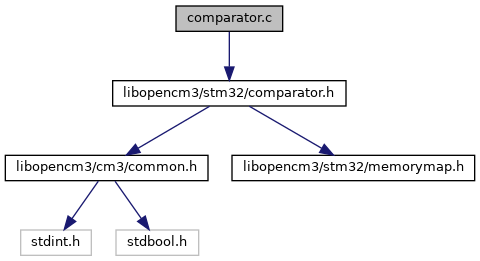 comparator.c
libopencm3/stm32/comparator.h
libopencm3/cm3/common.h
libopencm3/stm32/memorymap.h
stdint.h
stdbool.h